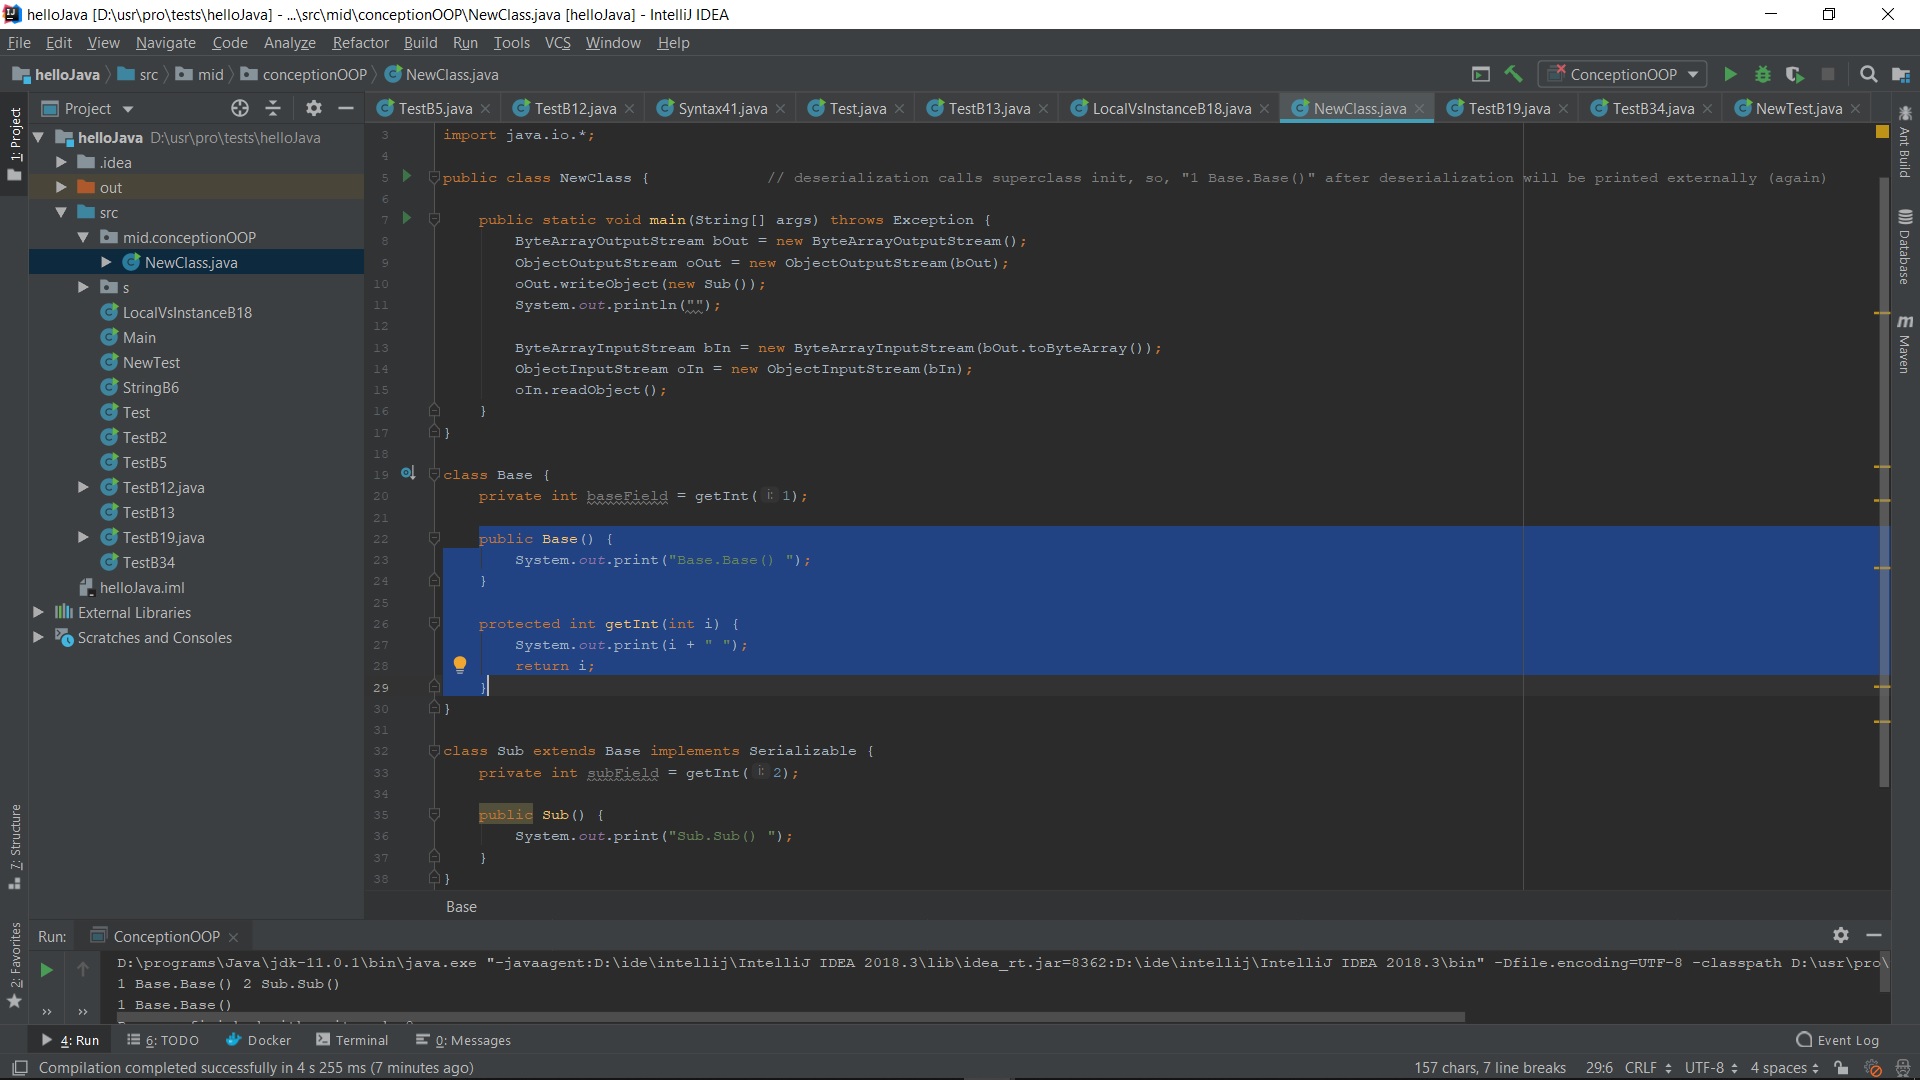 helloJava [D:\usr\pro\tests\helloJava] - ...\src\mid\conceptionOOP\NewClass.java [helloJava] - IntelliJ IDEA
File Edit View Navigate Code Analyze Refactor Build Run Tools VCS Window Help
helloJava src mid conceptionOOP NewClass.java ConceptionOOP
Project TestB5.java TestB12.java Syntax41.java Test.java TestB13.java LocalVsInstanceB18.java NewClass.java TestB19.java TestB34.java NewTest.java
1: Project
7: Structure
2: Favorites
helloJava D:\usr\pro\tests\helloJava
.idea
out
src
mid.conceptionOOP
NewClass.java
s
LocalVsInstanceB18
Main
NewTest
StringB6
Test
TestB2
TestB5
TestB12.java
TestB13
TestB19.java
TestB34
helloJava.iml
External Libraries
Scratches and Consoles
3 import java.io.*;
4
5 public class NewClass { // deserialization calls superclass init, so, "1 Base.Base()" after deserialization will be printed externally (again)
6
7 public static void main(String[] args) throws Exception {
8 ByteArrayOutputStream bOut = new ByteArrayOutputStream();
9 ObjectOutputStream oOut = new ObjectOutputStream(bOut);
10 oOut.writeObject(new Sub());
11 System.out.println("");
12
13 ByteArrayInputStream bIn = new ByteArrayInputStream(bOut.toByteArray());
14 ObjectInputStream oIn = new ObjectInputStream(bIn);
15 oIn.readObject();
16 }
17 }
18
19 class Base {
20 private int baseField = getInt( i: 1);
21
22 public Base() {
23 System.out.print("Base.Base() ");
24 }
25
26 protected int getInt(int i) {
27 System.out.print(i + " ");
28 return i;
29 }
30 }
31
32 class Sub extends Base implements Serializable {
33 private int subField = getInt( i: 2);
34
35 public Sub() {
36 System.out.print("Sub.Sub() ");
37 }
38 }
Base
Ant Build
Database
m Maven
Run: ConceptionOOP
D:\programs\Java\jdk-11.0.1\bin\java.exe "-javaagent:D:\ide\intellij\IntelliJ IDEA 2018.3\lib\idea_rt.jar=8362:D:\ide\intellij\IntelliJ IDEA 2018.3\bin" -Dfile.encoding=UTF-8 -classpath D:\usr\pro\
1 Base.Base() 2 Sub.Sub()
1 Base.Base()
4: Run 6: TODO Docker Terminal 0: Messages Event Log
Compilation completed successfully in 4 s 255 ms (7 minutes ago) 157 chars, 7 line breaks 29:6 CRLF UTF-8 4 spaces